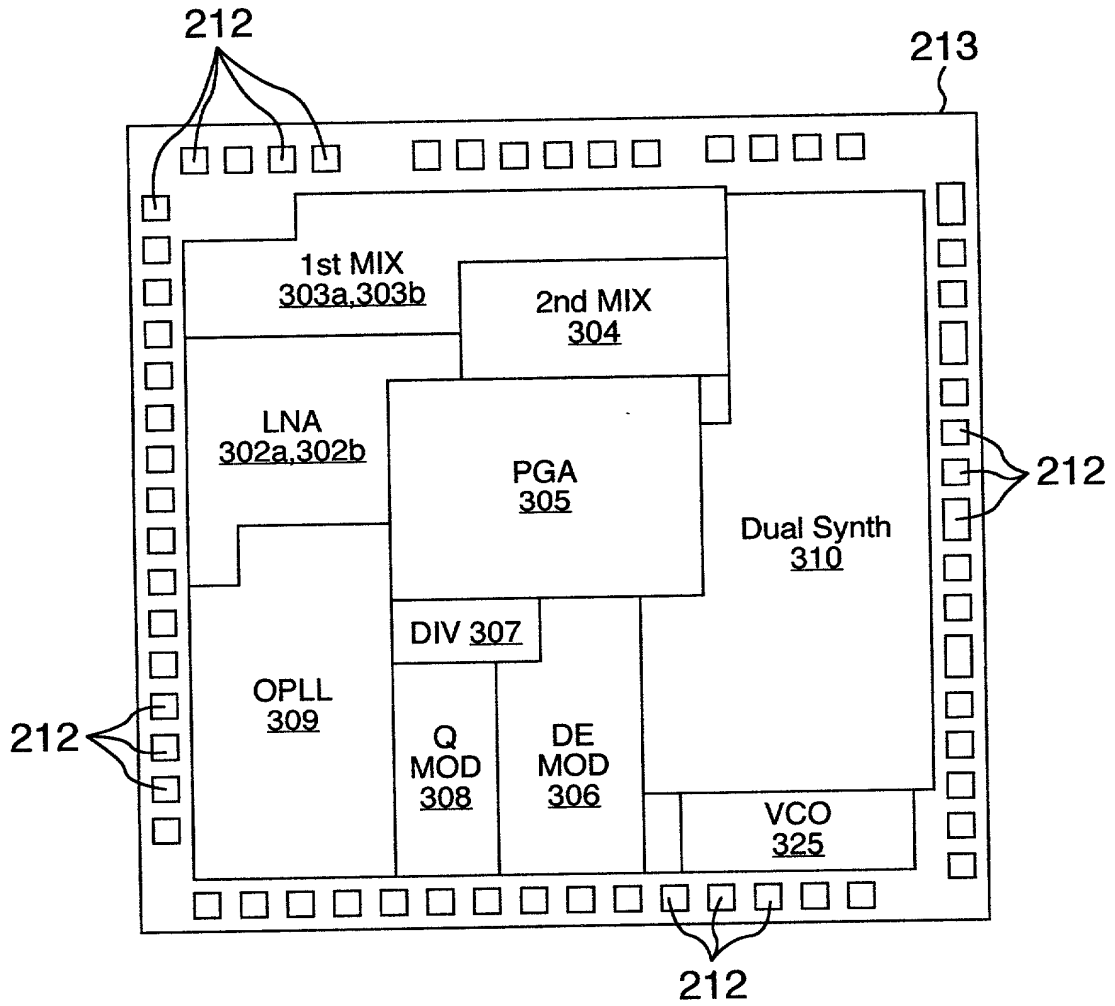 212
213
1st MIX
303a,303b
2nd MIX
304
LNA
302a,302b
PGA
305
212
Dual Synth
310
DIV 307
OPLL
309
212
Q
MOD
308
DE
MOD
306
VCO
325
212